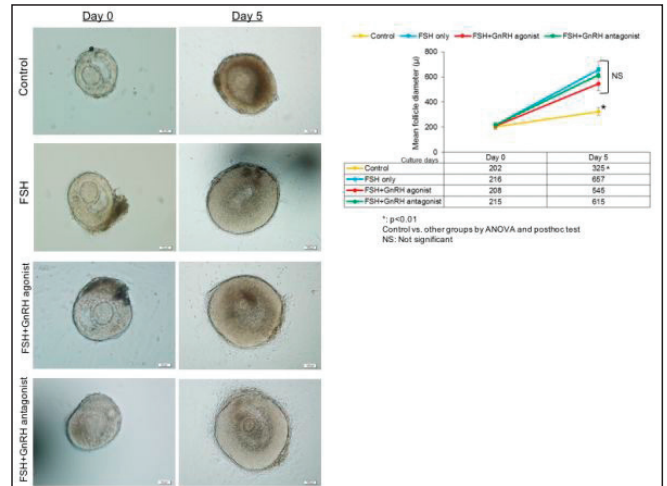 Day 0 Day 5
Control
FSH
FSH+GnRH agonist
FSH+GnRH antagonist
Control FSH only FSH+GnRH agonist FSH+GnRH antagonist
Mean follicle diameter (μ)
800
600
400
200
0
NS
*
Culture days Day 0 Day 5
Control 202 325 *
FSH only 216 657
FSH+GnRH agonist 208 545
FSH+GnRH antagonist 215 615
*: p<0.01
Control vs. other groups by ANOVA and posthoc test
NS: Not significant